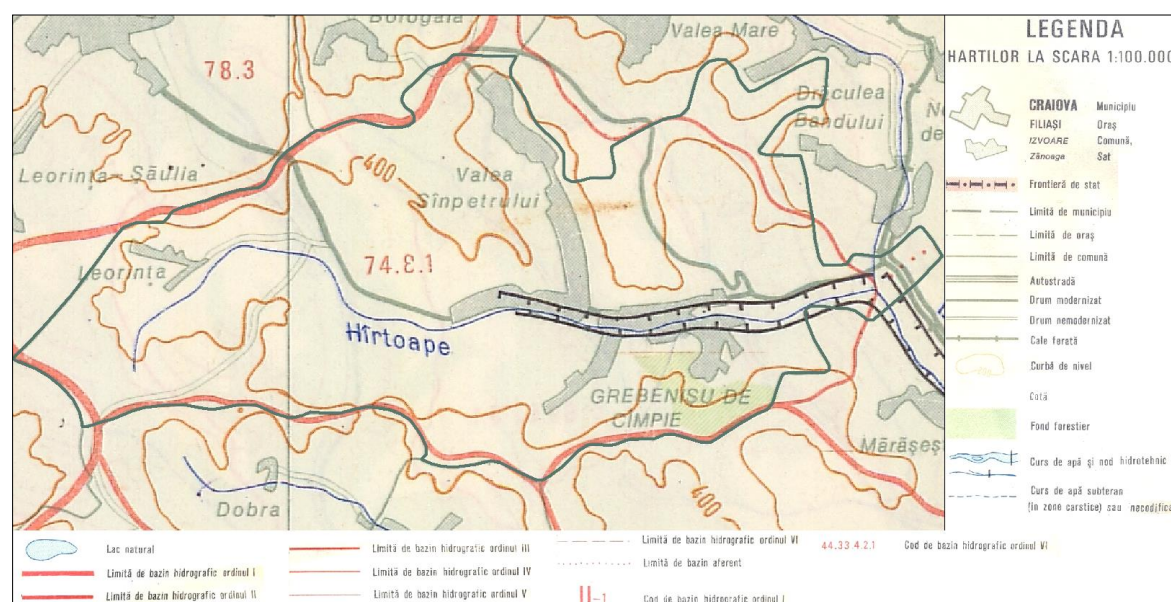 Bologaia
Valea Mare
78.3
Drăculea
Bandului
Leorința-Șăulia
400
Valea
Sînpetrului
Leorința
74.8.1
Hîrtoape
GREBENIȘU DE
CÎMPIE
Dobra
400
LEGENDA
HARTILOR LA SCARA 1:100.000
CRAIOVA Municipiu
FILIAȘI Oraș
IZVOARE Comună,
Zănoaga Sat
Frontieră de stat
Limită de municipiu
Limită de oraș
Limită de comună
Autostradă
Drum modernizat
Drum nemodernizat
Cale ferată
Curbă de nivel
Cotă
Fond forestier
Curs de apă și nod hidrotehnic
Curs de apă subteran
(în zone carstice) sau
Lac natural
Limită de bazin hidrografic ordinul I
Limită de bazin hidrografic ordinul II
Limită de bazin hidrografic ordinul III
Limită de bazin hidrografic ordinul IV
Limită de bazin hidrografic ordinul V
Limită de bazin hidrografic ordinul VI
Limită de bazin aferent
II-1 Cod de bazin hidrografic ordinul I
44.33.4.2.1 Cod de bazin hidrografic ordinul VI